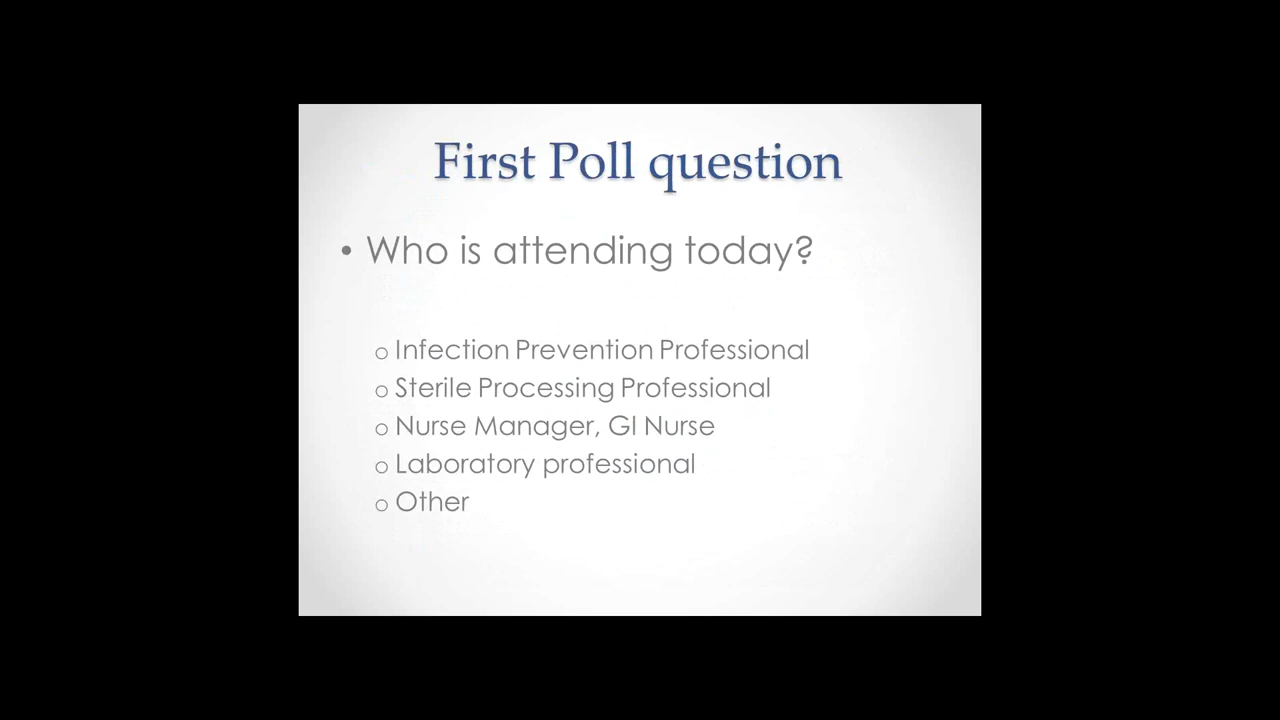 First Poll question
• Who is attending today?
o Infection Prevention Professional
o Sterile Processing Professional
o Nurse Manager, GI Nurse
o Laboratory professional
o Other